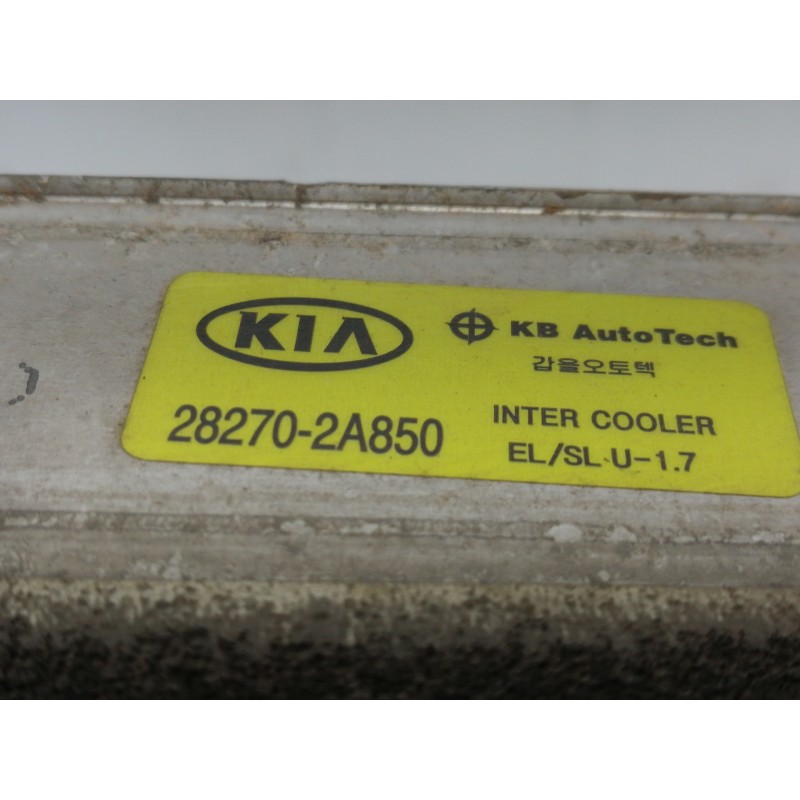 KIA
KB AutoTech
갑을오토텍
28270-2A850
INTER COOLER
EL/SL U-1.7